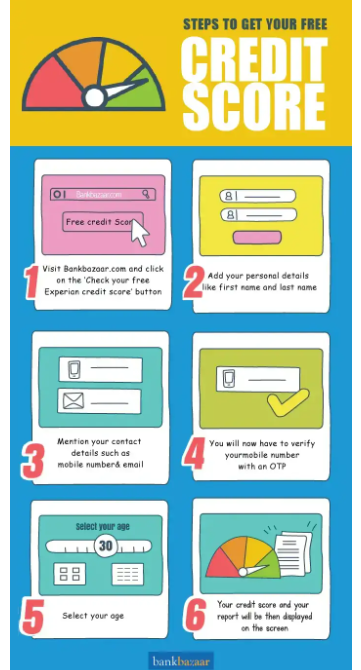 STEPS TO GET YOUR FREE
CREDIT
SCORE
Bankbazaar.com
Free credit Scor
1
Visit Bankbazaar.com and click
on the 'Check your free
Experian credit score' button
2
Add your personal details
like first name and last name
3
Mention your contact
details such as
mobile number& email
4
You will now have to verify
yourmobile number
with an OTP
Select your age
30
5
Select your age
6
Your credit score and your
report will be then displayed
on the screen
bankbazaar